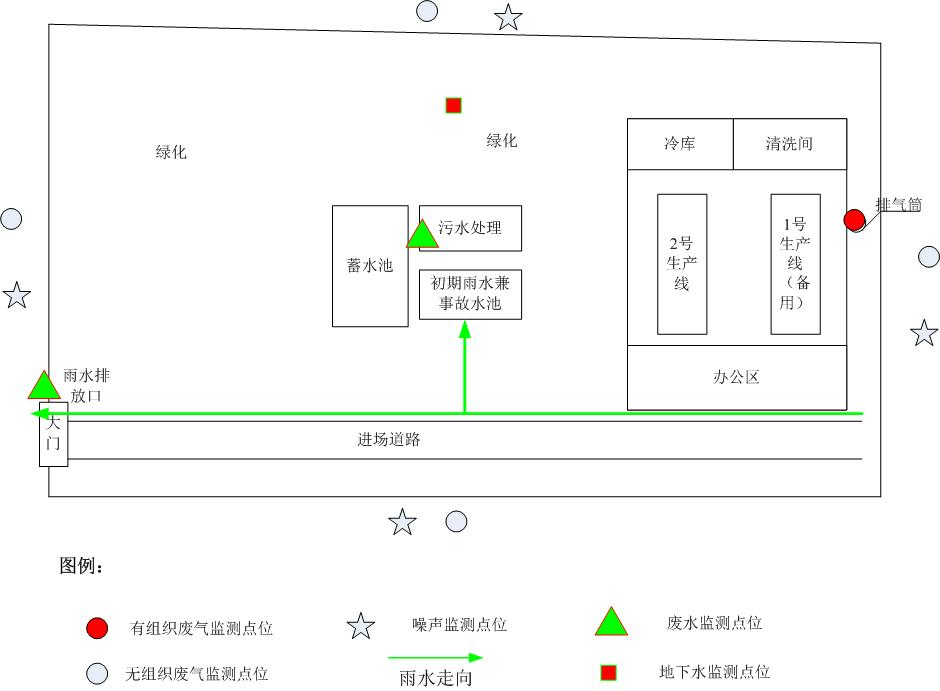 绿化
绿化
冷库
清洗间
排气筒
污水处理
蓄水池
初期雨水兼
事故水池
2号
生产
线
1号
生产
线
（备
用）
雨水排
放口
办公区
大
门
进场道路
图例：
有组织废气监测点位
噪声监测点位
废水监测点位
无组织废气监测点位
雨水走向
地下水监测点位